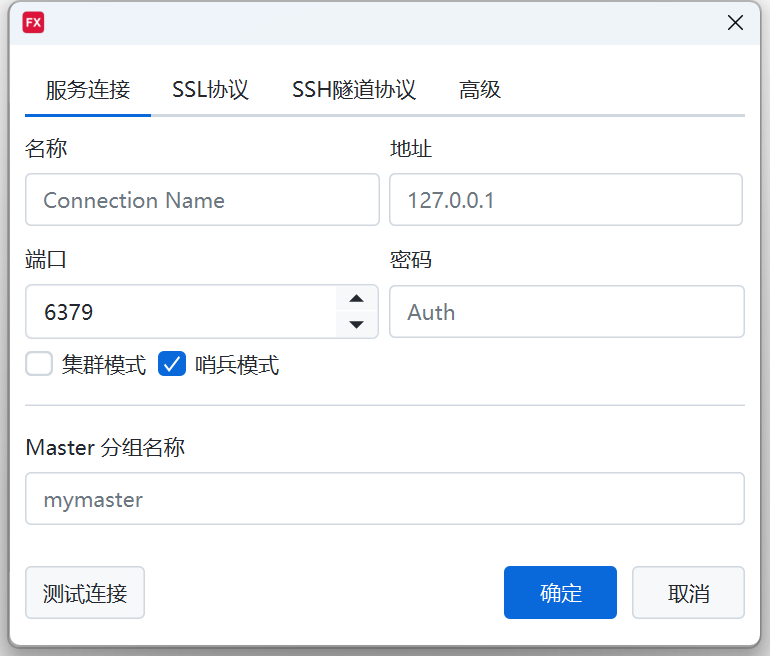 FX
服务连接 SSL协议 SSH隧道协议 高级
名称 地址
Connection Name 127.0.0.1
端口 密码
6379 Auth
集群模式 哨兵模式
Master 分组名称
mymaster
测试连接 确定 取消